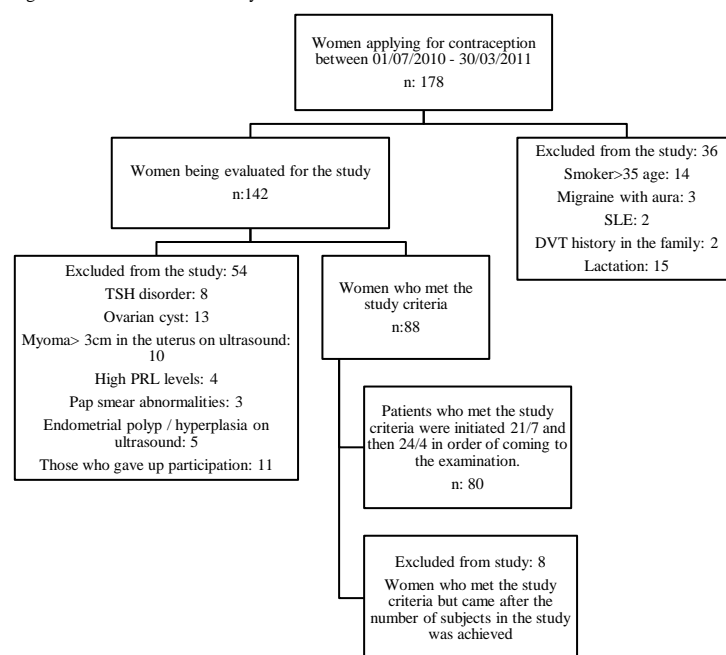 Women applying for contraception
between 01/07/2010 - 30/03/2011
n: 178
Women being evaluated for the study
n:142
Excluded from the study: 36
Smoker>35 age: 14
Migraine with aura: 3
SLE: 2
DVT history in the family: 2
Lactation: 15
Excluded from the study: 54
TSH disorder: 8
Ovarian cyst: 13
Myoma> 3cm in the uterus on ultrasound:
10
High PRL levels: 4
Pap smear abnormalities: 3
Endometrial polyp / hyperplasia on
ultrasound: 5
Those who gave up participation: 11
Women who met the
study criteria
n:88
Patients who met the study
criteria were initiated 21/7 and
then 24/4 in order of coming to
the examination.
n: 80
Excluded from study: 8
Women who met the study
criteria but came after the
number of subjects in the study
was achieved